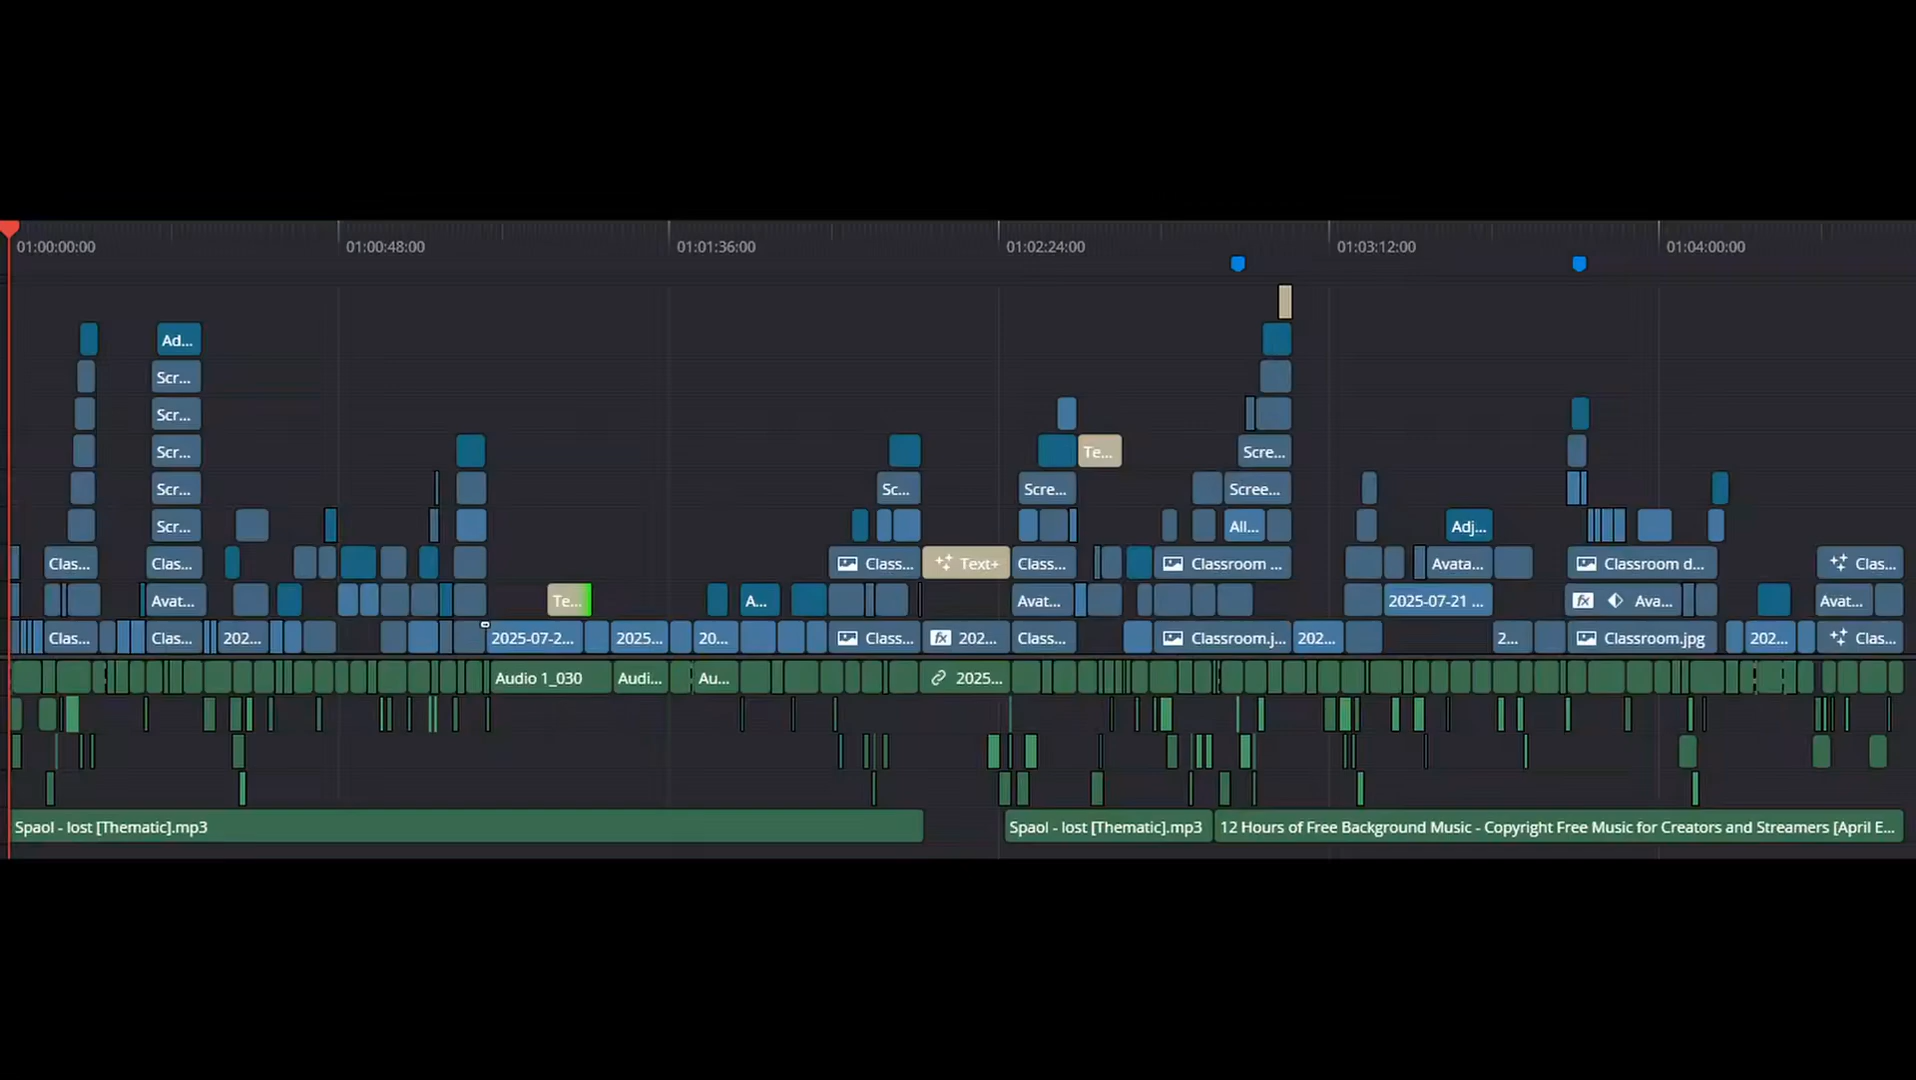 01:00:00:00 01:00:48:00 01:01:36:00 01:02:24:00 01:03:12:00 01:04:00:00
Ad...
Scr...
Scr...
Scr... Te... Scre...
Scr... Sc... Scre... Scree...
Scr... All... Adj...
Clas... Clas... Class... Text+ Class... Classroom ... Avata... Classroom d... Clas...
Avat... Te... A... Avat... 2025-07-21 ... Ava... Avat...
Clas... Clas... 202... 2025-07-2... 2025... 20... Class... fx 202... Class... Classroom.j... 202... 2... Classroom.jpg 202... Clas...
Audio 1_030 Audi... Au... 2025...
Spaol - lost [Thematic].mp3 Spaol - lost [Thematic].mp3 12 Hours of Free Background Music - Copyright Free Music for Creators and Streamers [April E...